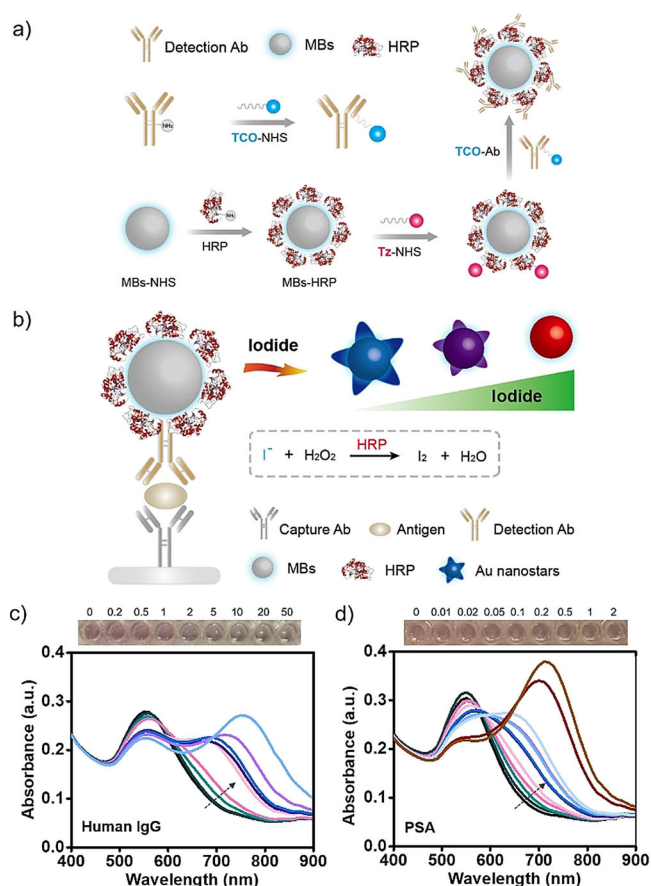 a)
Detection Ab
MBs
HRP
NH₂
TCO-NHS
TCO-Ab
NH₂
HRP
Tz-NHS
MBs-NHS
MBs-HRP
b)
Iodide
Iodide
HRP
I⁻ + H₂O₂ I₂ + H₂O
Capture Ab
Antigen
Detection Ab
MBs
HRP
Au nanostars
c)
0 0.2 0.5 1 2 5 10 20 50
0.4
0.3
0.2
0.1
0.0
400 500 600 700 800 900
Absorbance (a.u.)
Human IgG
Wavelength (nm)
d)
0 0.01 0.02 0.05 0.1 0.2 0.5 1 2
0.4
0.3
0.2
0.1
0.0
400 500 600 700 800 900
Absorbance (a.u.)
PSA
Wavelength (nm)